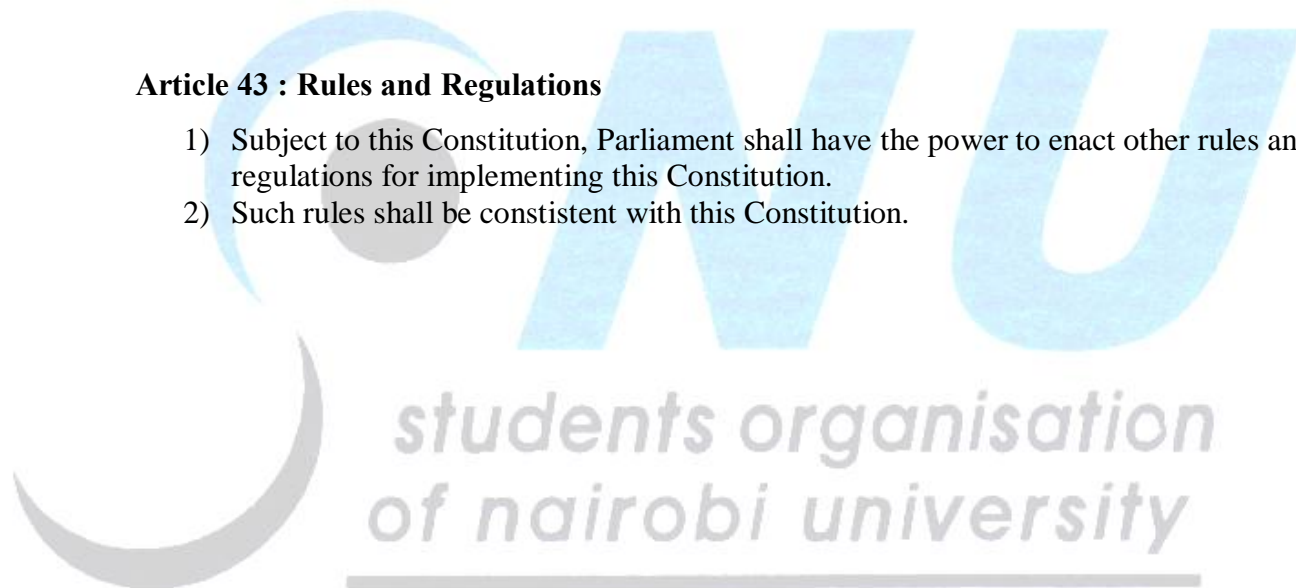 Article 43 : Rules and Regulations
1) Subject to this Constitution, Parliament shall have the power to enact other rules an
regulations for implementing this Constitution.
2) Such rules shall be constistent with this Constitution.
NU
students organisation
of nairobi university